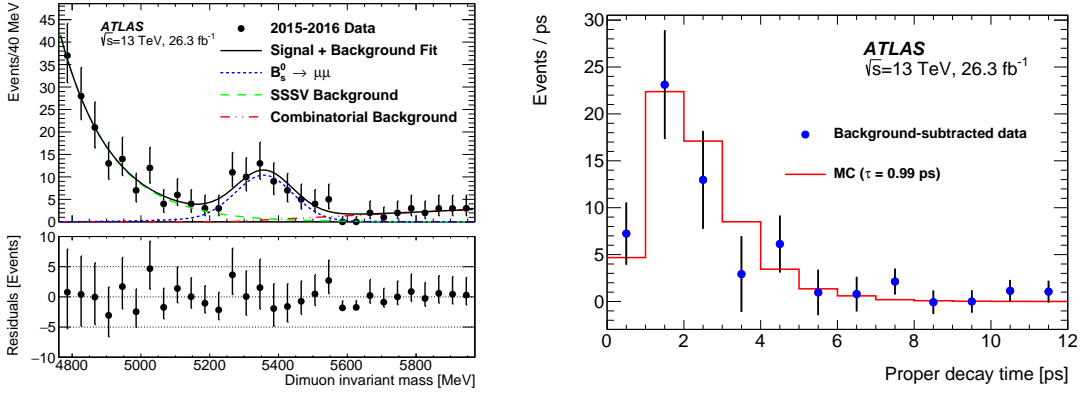 ATLAS
√s=13 TeV, 26.3 fb⁻¹
2015-2016 Data
Signal + Background Fit
B⁰ₛ → μμ
SSSV Background
Combinatorial Background
Events/40 MeV
45
40
35
30
25
20
15
10
5
0
Residuals [Events]
10
5
0
−5
−10
4800 5000 5200 5400 5600 5800
Dimuon invariant mass [MeV]
ATLAS
√s=13 TeV, 26.3 fb⁻¹
Background-subtracted data
MC (τ = 0.99 ps)
Events / ps
30
25
20
15
10
5
0
0 2 4 6 8 10 12
Proper decay time [ps]